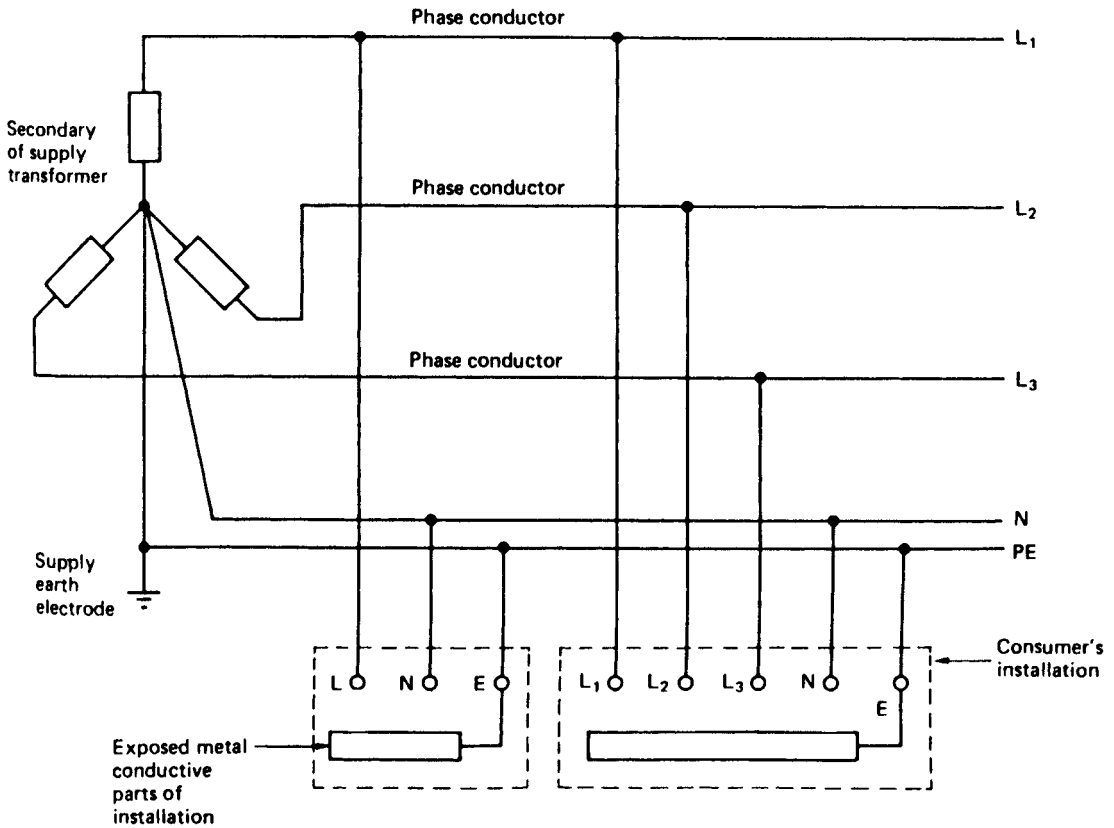 Phase conductor
L1
Secondary
of supply
transformer
Phase conductor
L2
Phase conductor
L3
N
PE
Supply
earth
electrode
Consumer's
installation
L N E L1 L2 L3 N
E
Exposed metal
conductive
parts of
installation